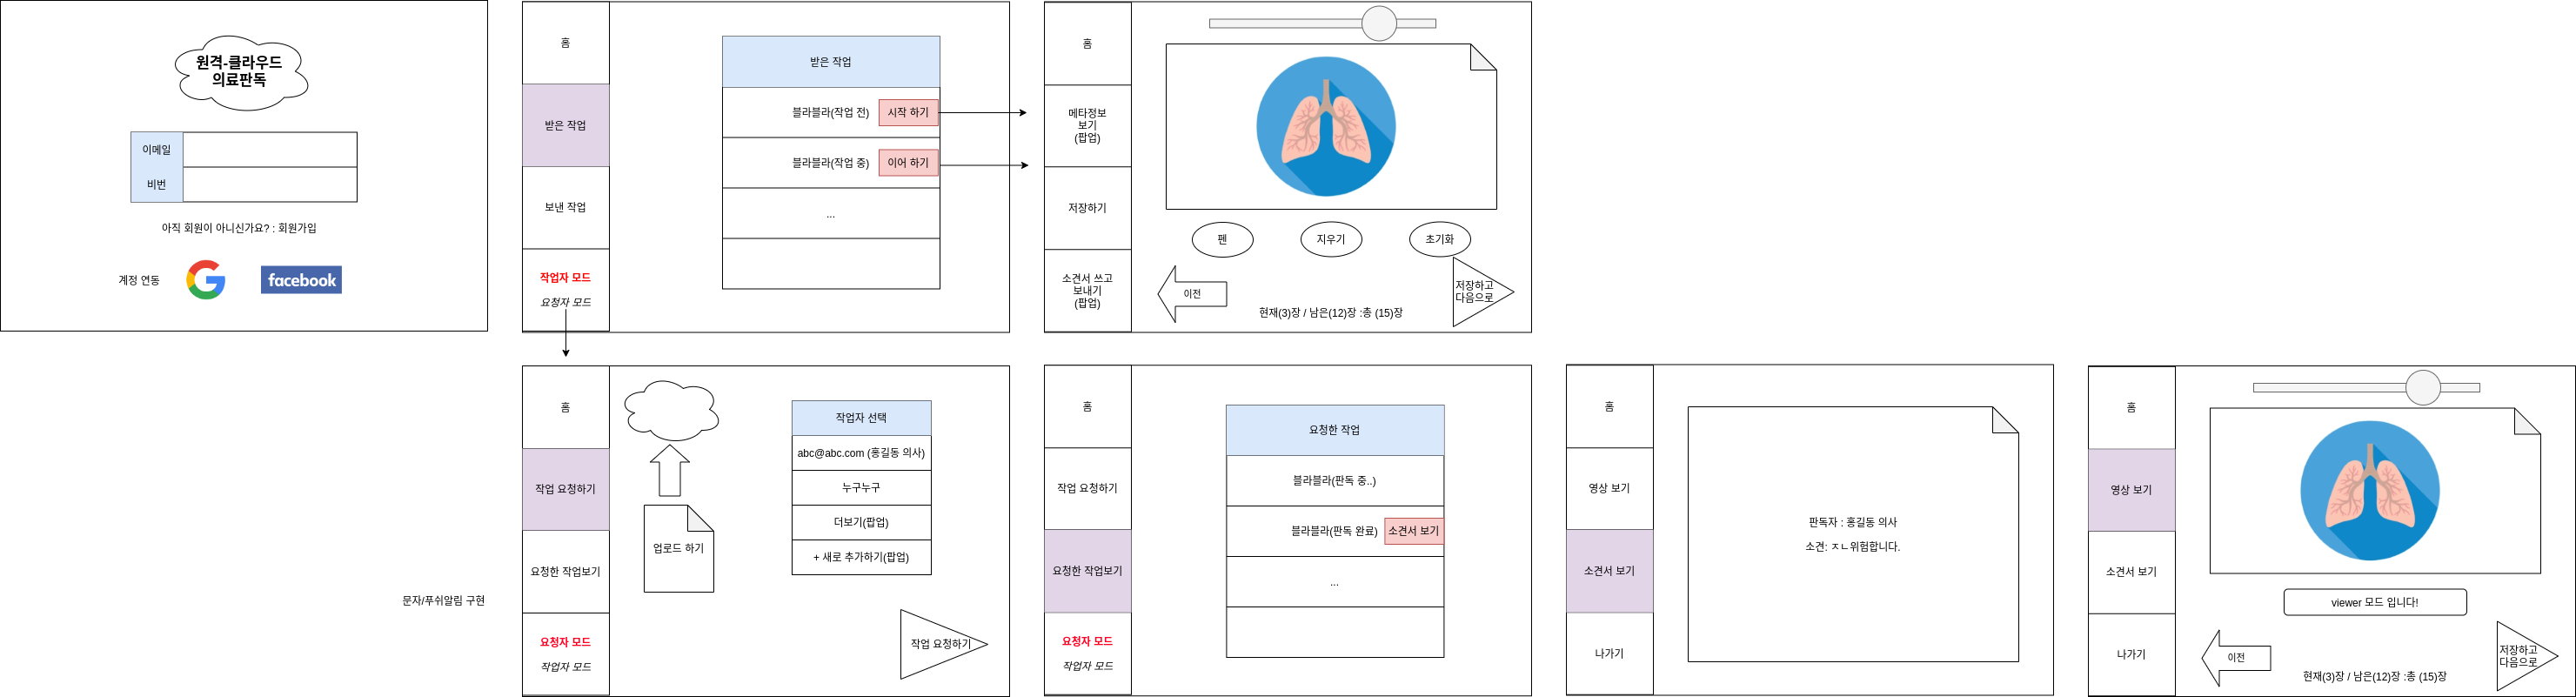 원격-클라우드
의료판독
이메일
비번
아직 회원이 아니신가요? : 회원가입
계정 연동
facebook
홈
받은 작업
보낸 작업
작업자 모드
요청자 모드
받은 작업
블라블라(작업 전)
시작 하기
블라블라(작업 중)
이어 하기
...
홈
메타정보
보기
(팝업)
저장하기
소견서 쓰고
보내기
(팝업)
펜
지우기
초기화
이전
저장하고
다음으로
현재(3)장 / 남은(12)장 :총 (15)장
문자/푸쉬알림 구현
홈
작업 요청하기
요청한 작업보기
요청자 모드
작업자 모드
업로드 하기
작업자 선택
abc@abc.com (홍길동 의사)
누구누구
더보기(팝업)
+ 새로 추가하기(팝업)
작업 요청하기
홈
작업 요청하기
요청한 작업보기
요청자 모드
작업자 모드
요청한 작업
블라블라(판독 중..)
블라블라(판독 완료)
소견서 보기
...
홈
영상 보기
소견서 보기
나가기
판독자 : 홍길동 의사
소견: ㅈㄴ위험합니다.
홈
영상 보기
소견서 보기
나가기
viewer 모드 입니다!
이전
저장하고
다음으로
현재(3)장 / 남은(12)장 :총 (15)장